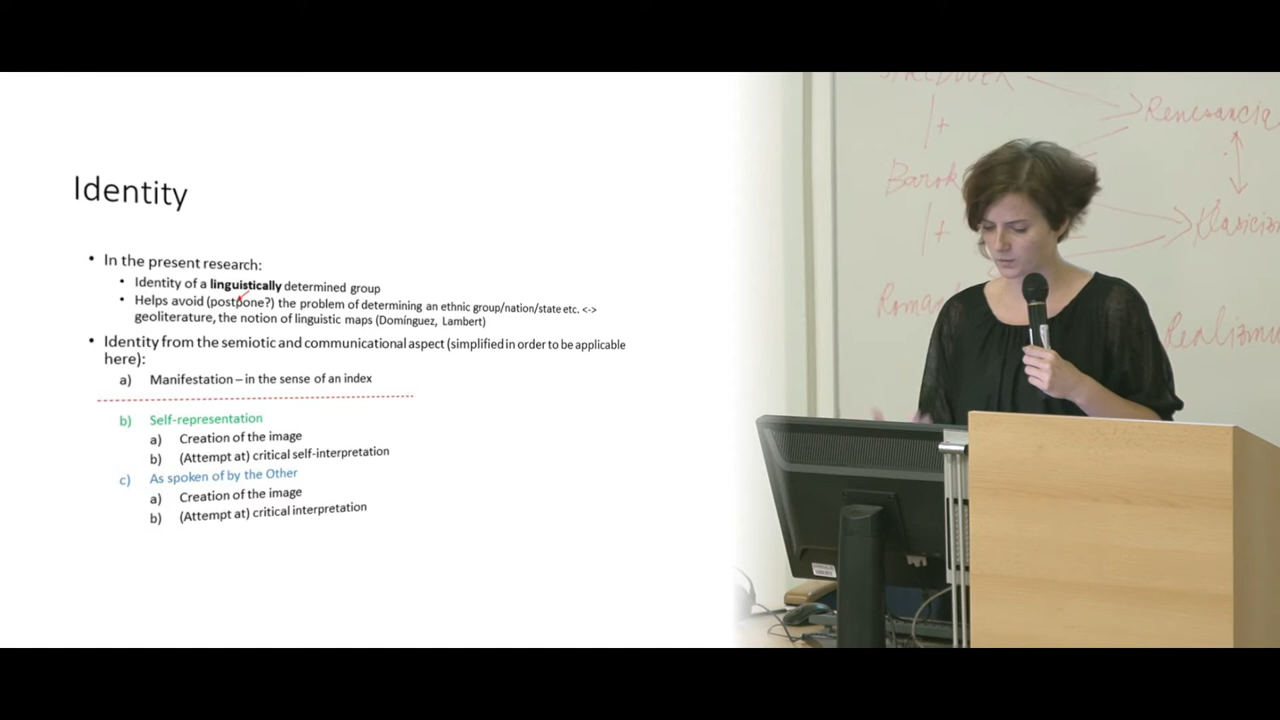 Identity
• In the present research:
• Identity of a linguistically determined group
• Helps avoid (postpone?) the problem of determining an ethnic group/nation/state etc. <->
geoliterature, the notion of linguistic maps (Domínguez, Lambert)
• Identity from the semiotic and communicational aspect (simplified in order to be applicable
here):
a) Manifestation – in the sense of an index
b) Self-representation
a) Creation of the image
b) (Attempt at) critical self-interpretation
c) As spoken of by the Other
a) Creation of the image
b) (Attempt at) critical interpretation
Renesancia
Barok
Realizmu